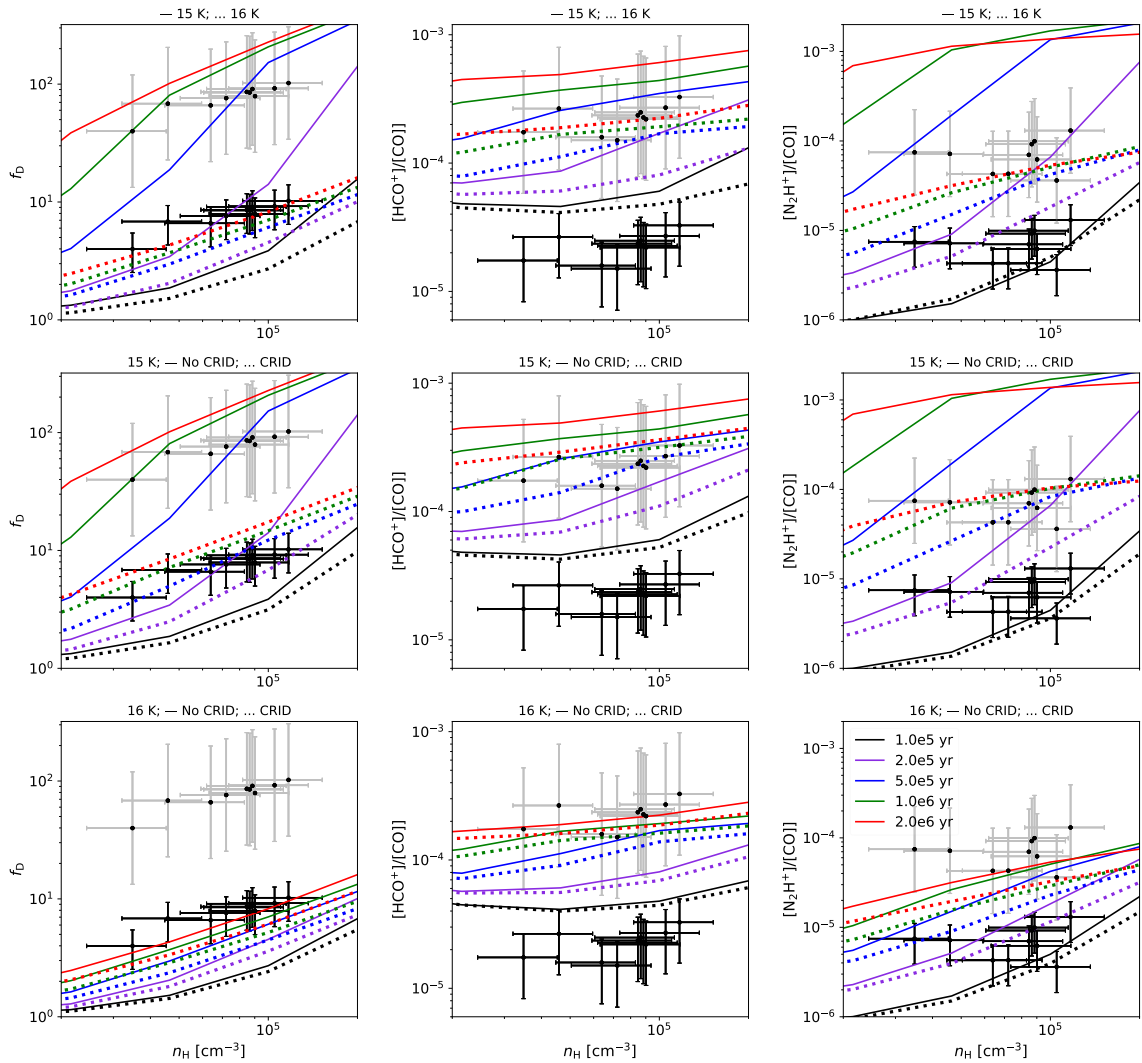 — 15 K; ... 16 K
— 15 K; ... 16 K
— 15 K; ... 16 K
10²
10¹
10⁰
f_D
10⁵
10⁻³
10⁻⁴
10⁻⁵
[HCO⁺]/[CO]]
10⁵
10⁻³
10⁻⁴
10⁻⁵
10⁻⁶
[N₂H⁺]/[CO]]
10⁵
15 K; — No CRID; ... CRID
15 K; — No CRID; ... CRID
15 K; — No CRID; ... CRID
10²
10¹
10⁰
f_D
10⁵
10⁻³
10⁻⁴
10⁻⁵
[HCO⁺]/[CO]]
10⁵
10⁻³
10⁻⁴
10⁻⁵
10⁻⁶
[N₂H⁺]/[CO]]
10⁵
16 K; — No CRID; ... CRID
16 K; — No CRID; ... CRID
16 K; — No CRID; ... CRID
10²
10¹
10⁰
f_D
10⁵
n_H [cm⁻³]
10⁻³
10⁻⁴
10⁻⁵
[HCO⁺]/[CO]]
10⁵
n_H [cm⁻³]
10⁻²
10⁻³
10⁻⁴
10⁻⁵
10⁻⁶
[N₂H⁺]/[CO]]
1.0e5 yr
2.0e5 yr
5.0e5 yr
1.0e6 yr
2.0e6 yr
10⁵
n_H [cm⁻³]